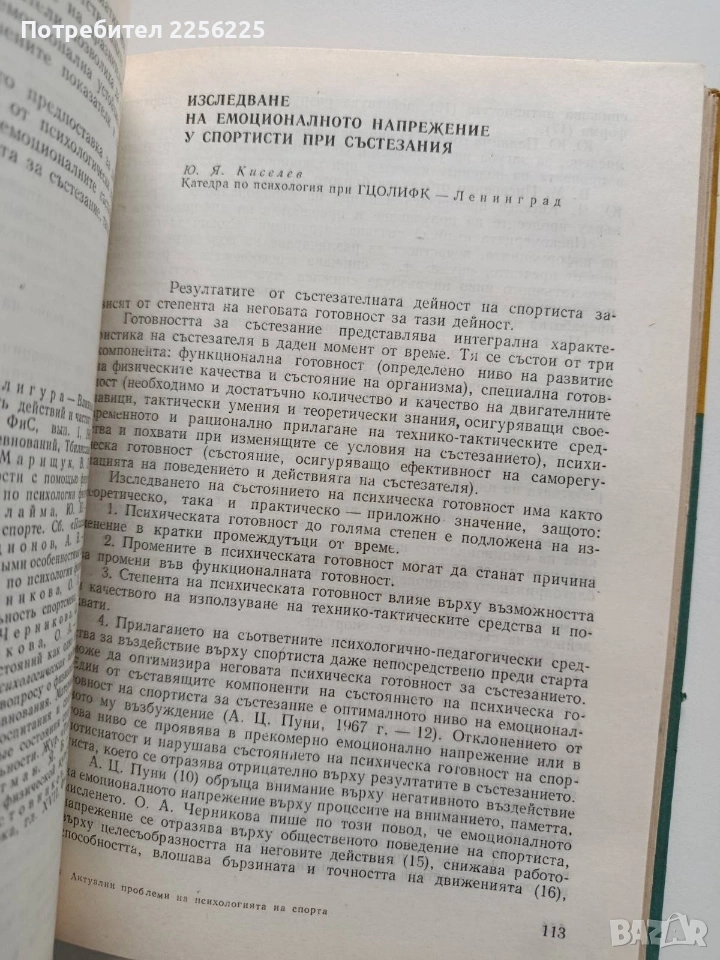 Потребител 2256225
ИЗСЛЕДВАНЕ
НА ЕМОЦИОНАЛНОТО НАПРЕЖЕНИЕ
У СПОРТИСТИ ПРИ СЪСТЕЗАНИЯ
Ю. Я. Киселев
Катедра по психология при ГЦОЛИФК — Ленинград
Резултатите от състезателната дейност на спортиста за-
висят от степента на неговата готовност за тази дейност.
Готовността за състезание представлява интегрална характе-
ристика на състезателя в даден момент от време. Тя се състои от три
компонента: функционална готовност (определено ниво на развитие
на физическите качества и състояние на организма), специална готов-
ност (необходимо и достатъчно количество и качество на двигателните
навици, тактически умения и теоретически знания, осигуряващи свое-
временното и рационално прилагане на технико-тактическите сред-
ства и похвати при изменящите се условия на състезанието), психи-
ческа готовност (състояние, осигуряващо ефективност на саморегу-
лацията на поведението и действията на състезателя).
Изследването на състоянието на психическа готовност има както
теоретическо, така и практическо — приложно значение, защото:
1. Психическата готовност до голяма степен е подложена на из-
менение в кратки промеждутъци от време.
2. Промените в психическата готовност могат да станат причина
за промени във функционалната готовност.
3. Степента на психическата готовност влияе върху възможността
и качеството на използуване на технико-тактическите средства и по-
хвати.
4. Прилагането на съответните психологично-педагогически сред-
ства за въздействие върху спортиста даже непосредствено преди старта
може да оптимизира неговата психическа готовност за състезанието.
един от съставящите компоненти на състоянието на психическа го-
товност на спортиста за състезание е оптималното ниво на емоционал-
ното му възбуждение (А. Ц. Пуни, 1967 г. — 12). Отклонението от
това ниво се проявява в прекомерно емоционално напрежение или в
потиснатост и нарушава състоянието на психическа готовност на спор-
тиста, което се отразява отрицателно върху резултатите в състезанието.
А. Ц. Пуни (10) обръща внимание върху негативното въздействие
на емоционалното напрежение върху процесите на вниманието, паметта,
мисленето. О. А. Черникова пише по този повод, че емоционалното
напрежение се отразява върху общественото поведение на спортиста,
върху целесъобразността на неговите действия (15), снижава работо-
способността, влошава бързината и точността на движенията (16),
Актуални проблеми на психологията на спорта
113
BAZAR.bg